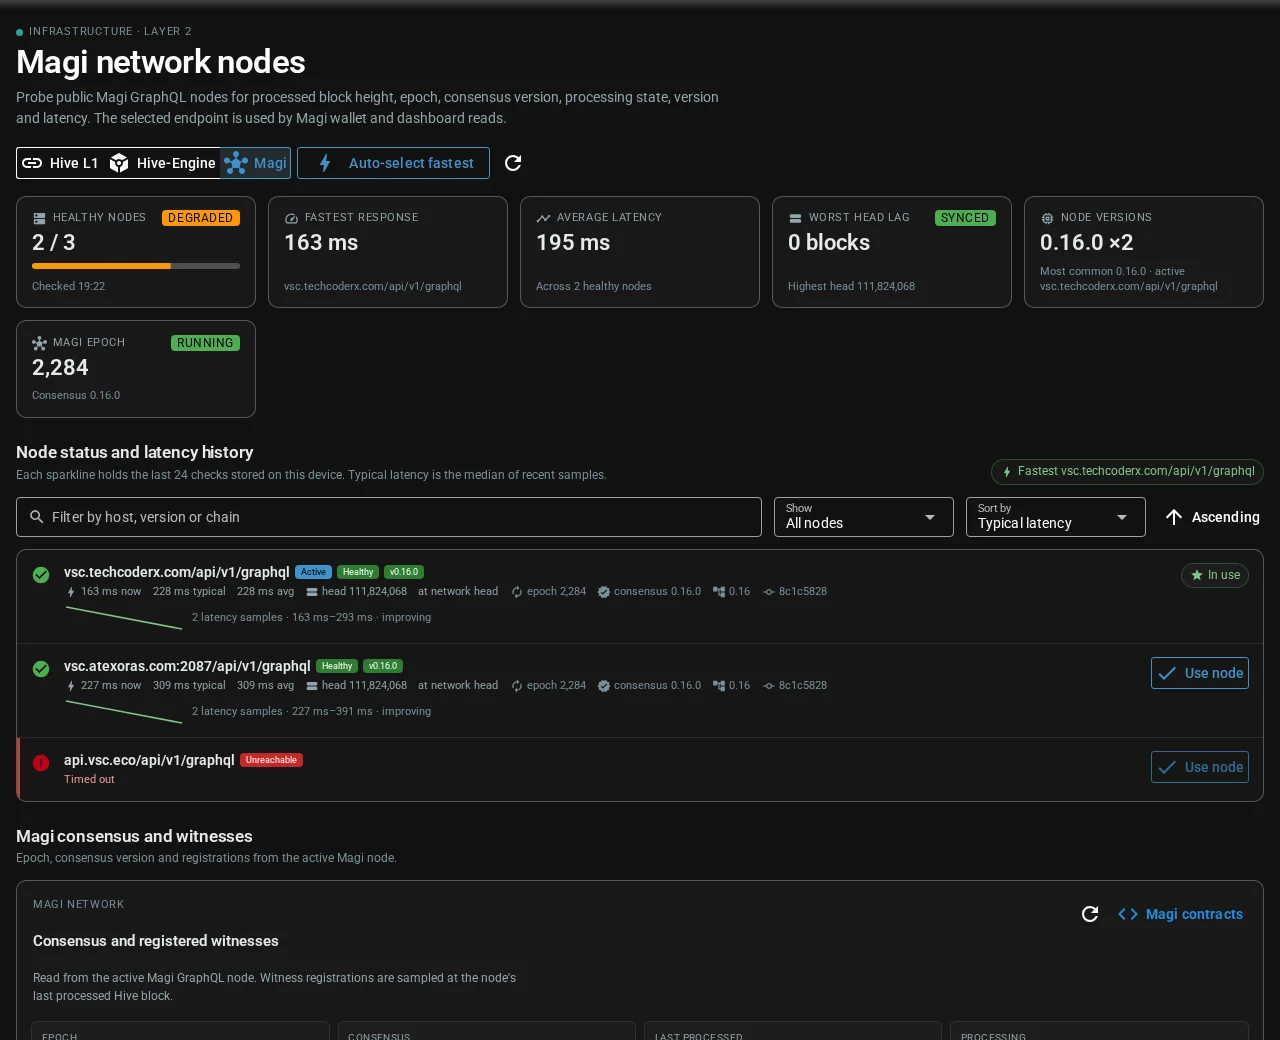 INFRASTRUCTURE · LAYER 2
Magi network nodes
Probe public Magi GraphQL nodes for processed block height, epoch, consensus version, processing state, version
and latency. The selected endpoint is used by Magi wallet and dashboard reads.
Hive L1 Hive-Engine Magi Auto-select fastest
HEALTHY NODES DEGRADED
2 / 3
Checked 19:22
FASTEST RESPONSE
163 ms
vsc.techcoderx.com/api/v1/graphql
AVERAGE LATENCY
195 ms
Across 2 healthy nodes
WORST HEAD LAG SYNCED
0 blocks
Highest head 111,824,068
NODE VERSIONS
0.16.0 ×2
Most common 0.16.0 · active
vsc.techcoderx.com/api/v1/graphql
MAGI EPOCH RUNNING
2,284
Consensus 0.16.0
Node status and latency history
Each sparkline holds the last 24 checks stored on this device. Typical latency is the median of recent samples.
Fastest vsc.techcoderx.com/api/v1/graphql
Filter by host, version or chain
Show
All nodes
Sort by
Typical latency
Ascending
vsc.techcoderx.com/api/v1/graphql Active Healthy v0.16.0
In use
163 ms now 228 ms typical 228 ms avg head 111,824,068 at network head epoch 2,284 consensus 0.16.0 0.16 8c1c5828
2 latency samples · 163 ms–293 ms · improving
vsc.atexoras.com:2087/api/v1/graphql Healthy v0.16.0
Use node
227 ms now 309 ms typical 309 ms avg head 111,824,068 at network head epoch 2,284 consensus 0.16.0 0.16 8c1c5828
2 latency samples · 227 ms–391 ms · improving
api.vsc.eco/api/v1/graphql Unreachable
Use node
Timed out
Magi consensus and witnesses
Epoch, consensus version and registrations from the active Magi node.
MAGI NETWORK
Magi contracts
Consensus and registered witnesses
Read from the active Magi GraphQL node. Witness registrations are sampled at the node's
last processed Hive block.
EPOCH CONSENSUS LAST PROCESSED PROCESSING